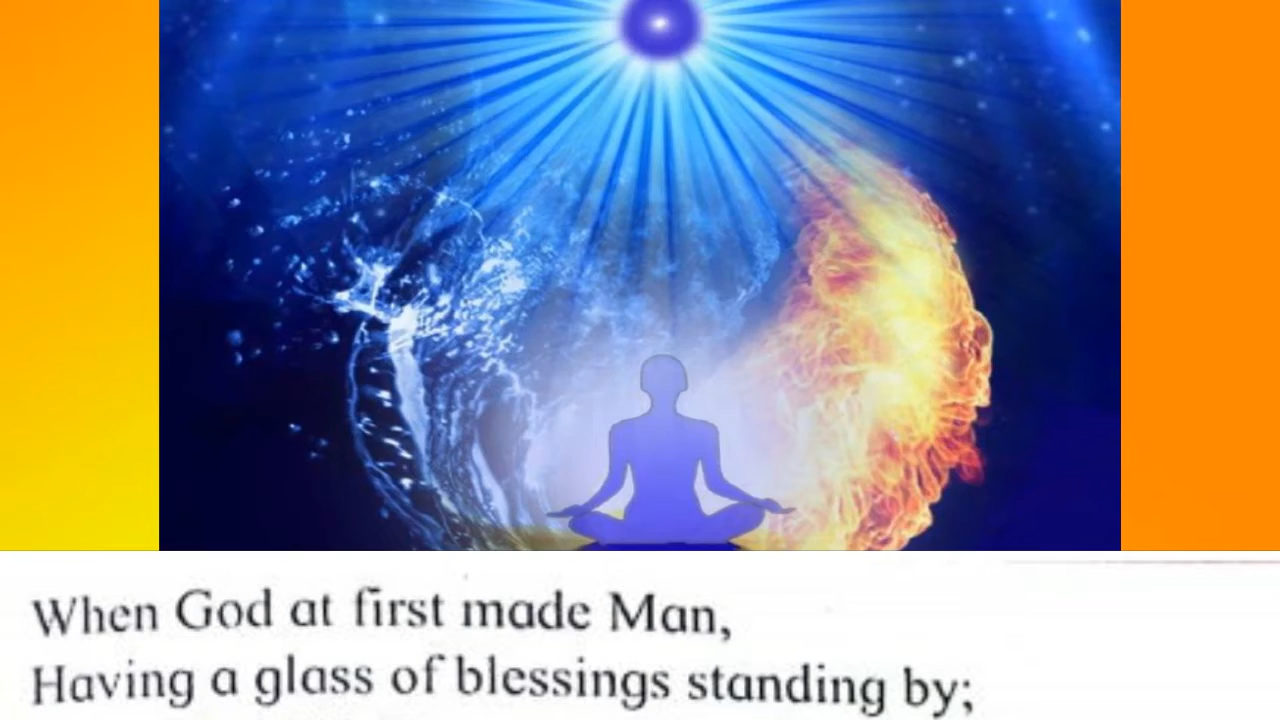 When God at first made Man,
Having a glass of blessings standing by;